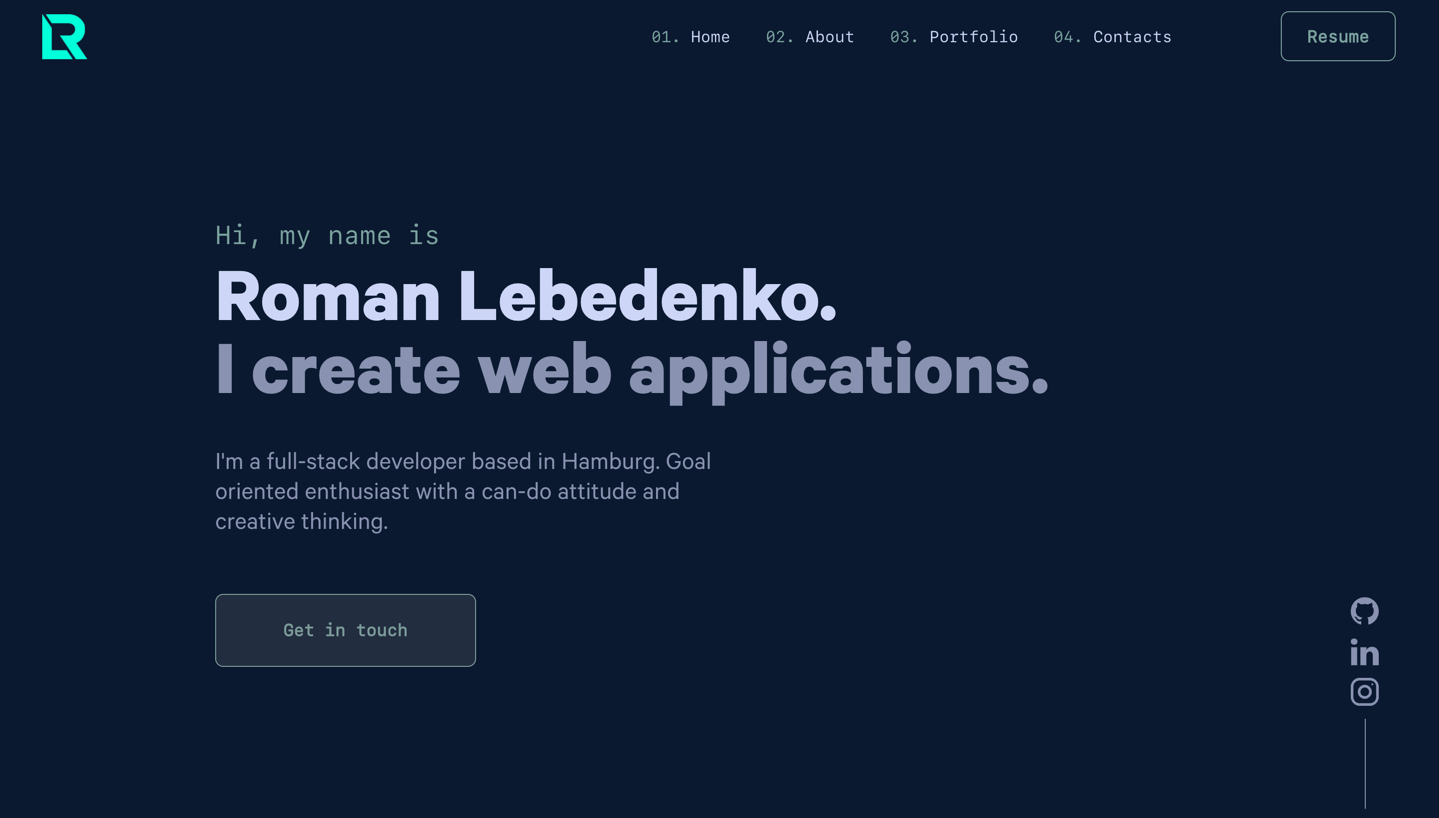 01. Home 02. About 03. Portfolio 04. Contacts Resume
Hi, my name is
Roman Lebedenko.
I create web applications.
I'm a full-stack developer based in Hamburg. Goal
oriented enthusiast with a can-do attitude and
creative thinking.
Get in touch
in